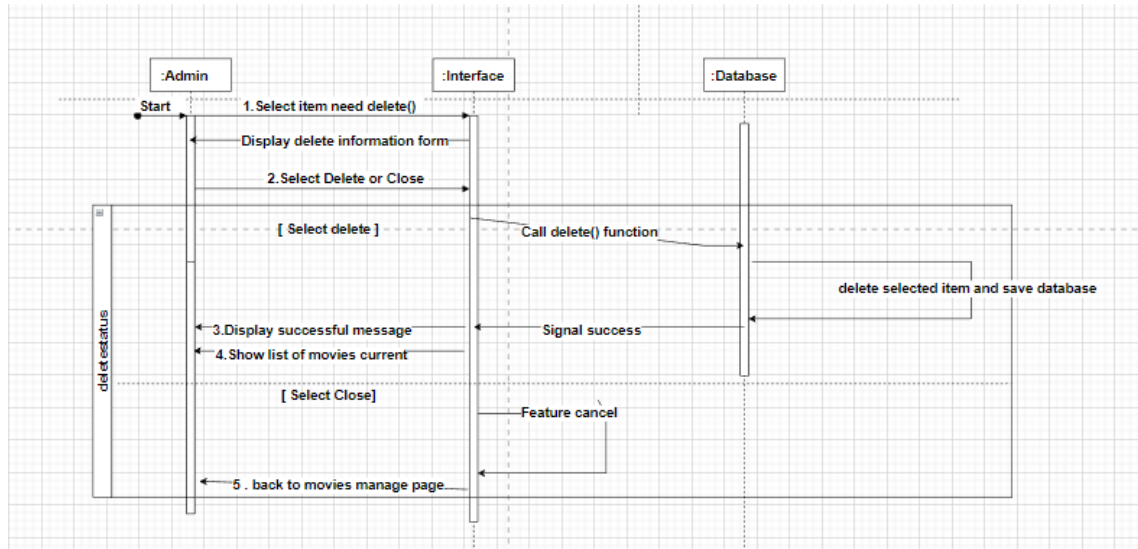 :Admin
:Interface
:Database
Start
1.Select item need delete()
Display delete information form
2.Select Delete or Close
[ Select delete ]
Call delete() function
delete selected item and save database
3.Display successful message
Signal success
4.Show list of movies current
deletestatus
[ Select Close]
Feature cancel
5 . back to movies manage page